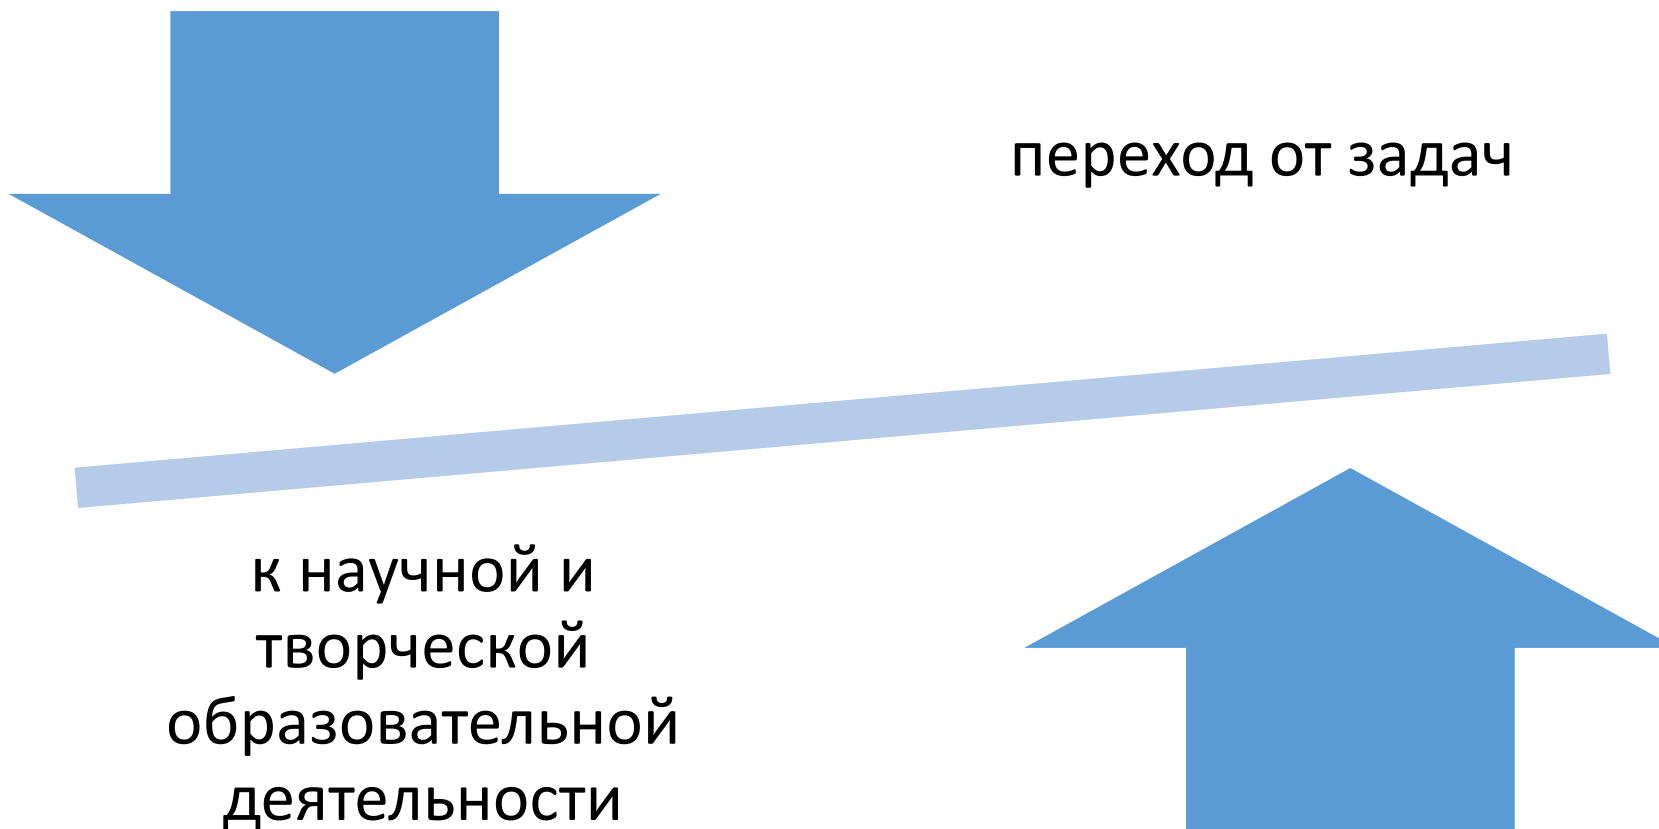 переход от задач
к научной и
творческой
образовательной
деятельности